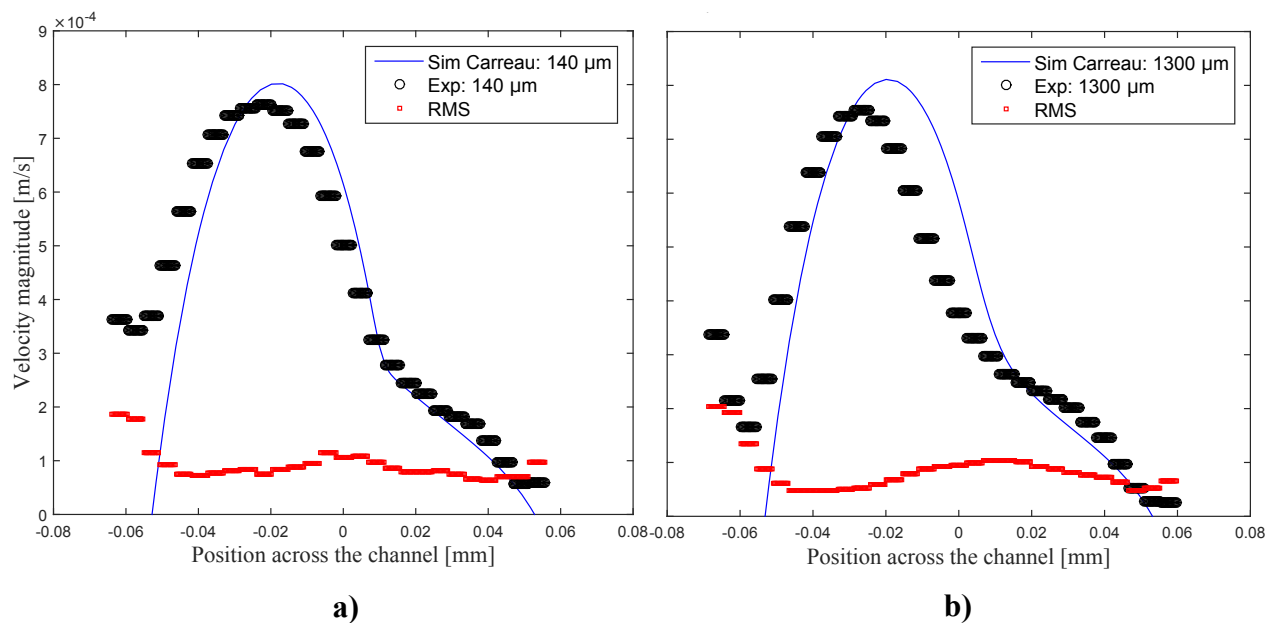 ×10⁻⁴
9
8
7
6
5
4
3
2
1
0
Velocity magnitude [m/s]
Sim Carreau: 140 µm
Exp: 140 µm
RMS
-0.08 -0.06 -0.04 -0.02 0 0.02 0.04 0.06 0.08
Position across the channel [mm]
a)
Sim Carreau: 1300 µm
Exp: 1300 µm
RMS
-0.08 -0.06 -0.04 -0.02 0 0.02 0.04 0.06 0.08
Position across the channel [mm]
b)